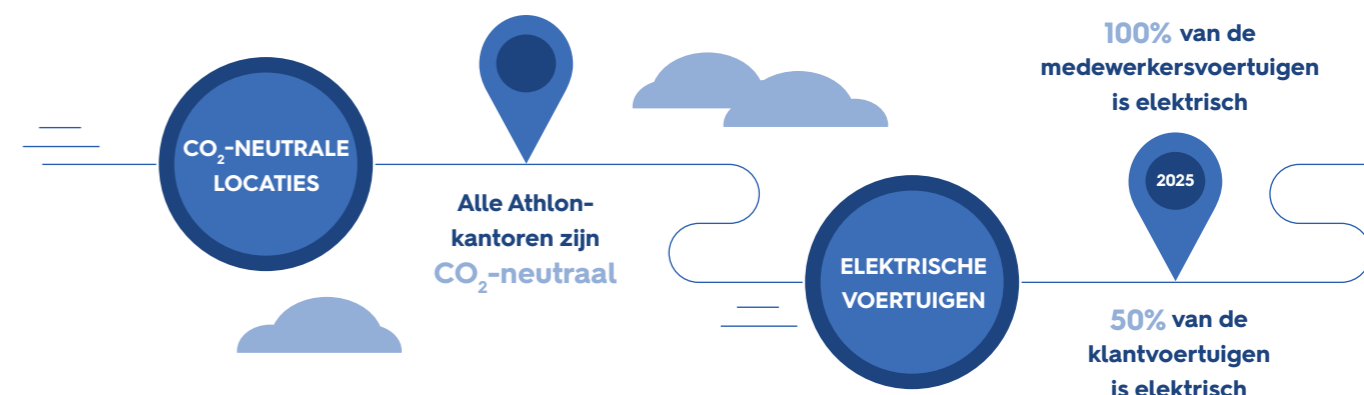 CO₂-NEUTRALE
LOCATIES
Alle Athlon-
kantoren zijn
CO₂-neutraal
ELEKTRISCHE
VOERTUIGEN
100% van de
medewerkersvoertuigen
is elektrisch
2025
50% van de
klantvoertuigen
is elektrisch